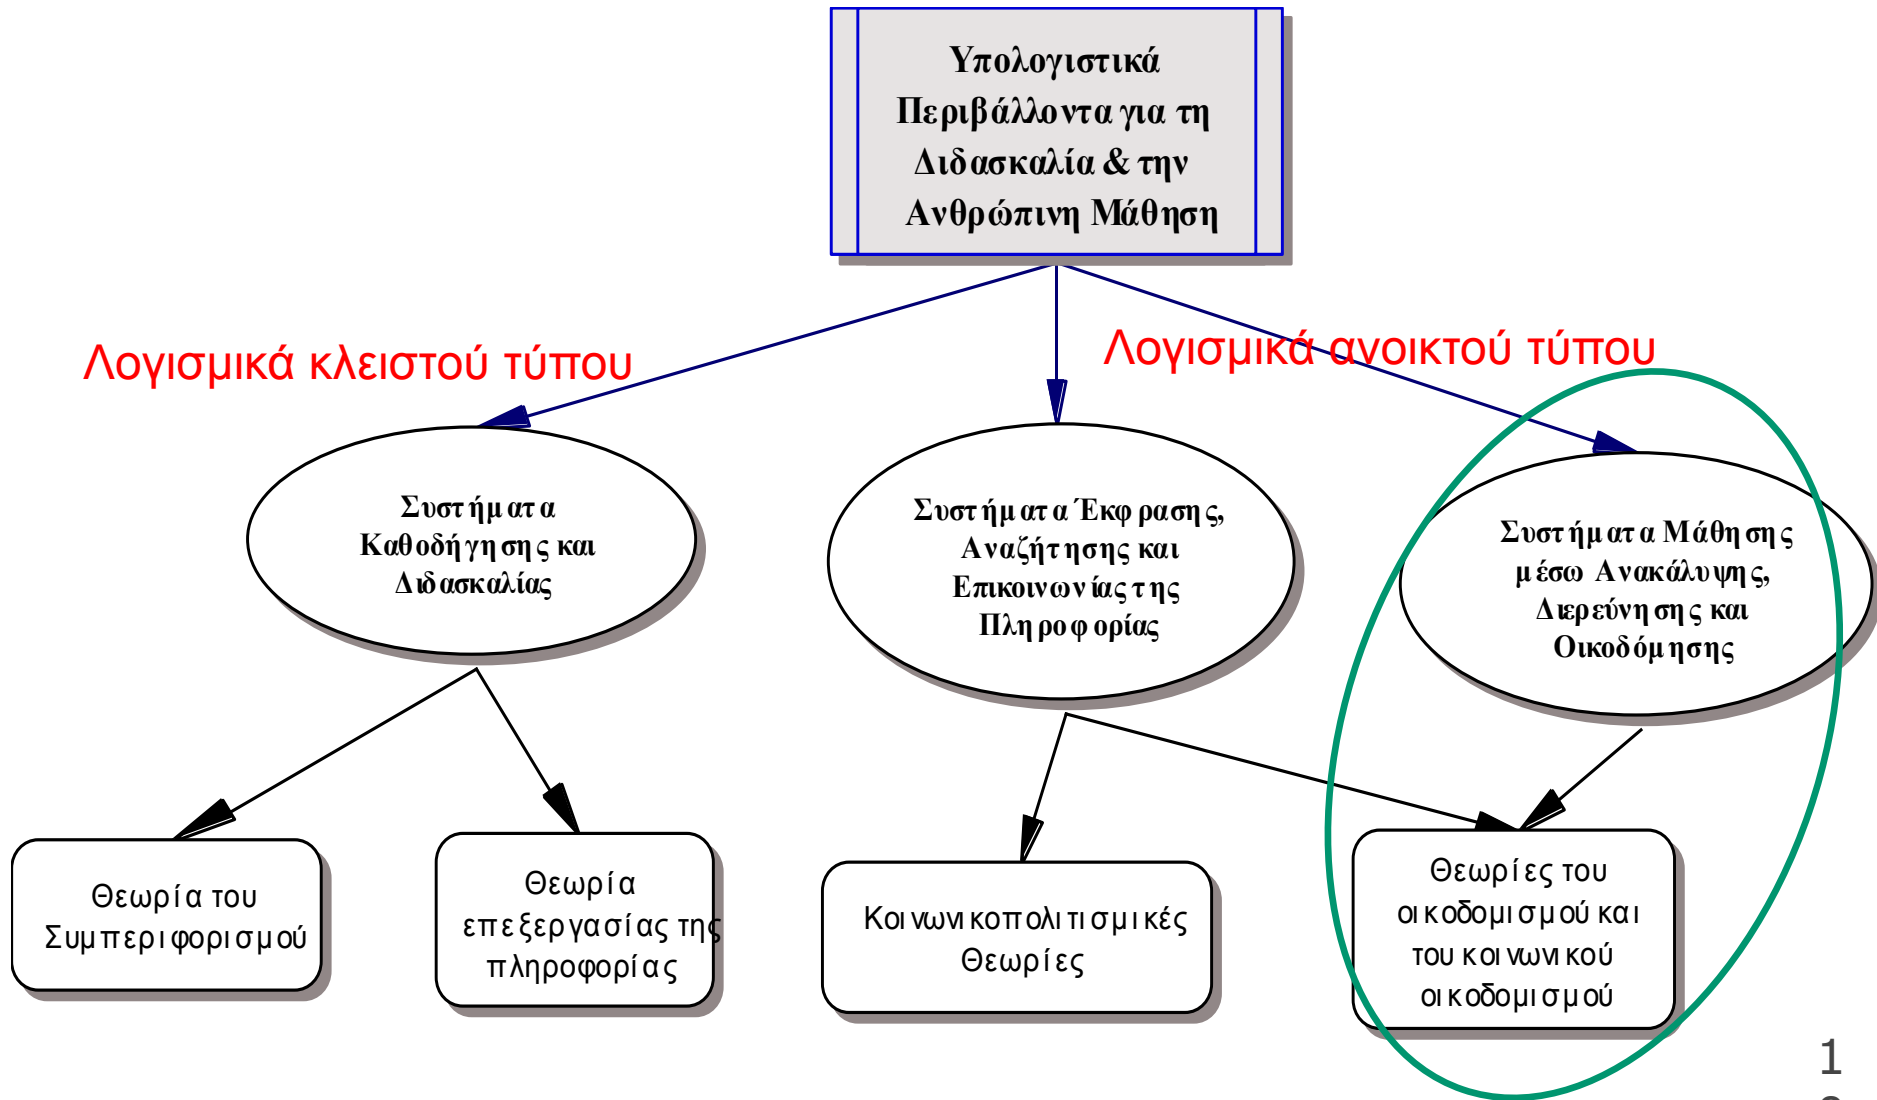 Υπολογιστικά
Περιβάλλοντα για τη
Διδασκαλία & την
Ανθρώπινη Μάθηση
Λογισμικά κλειστού τύπου
Λογισμικά ανοικτού τύπου
Συστήματα
Καθοδήγησης και
Διδασκαλίας
Συστήματα Έκφρασης,
Αναζήτησης και
Επικοινωνίας της
Πληροφορίας
Συστήματα Μάθησης
μέσω Ανακάλυψης,
Διερεύνησης και
Οικοδόμησης
Θεωρία του
Συμπεριφορισμού
Θεωρία
επεξεργασίας της
πληροφορίας
Κοινωνικοπολιτισμικές
Θεωρίες
Θεωρίες του
οικοδομισμού και
του κοινωνικού
οικοδομισμού
1